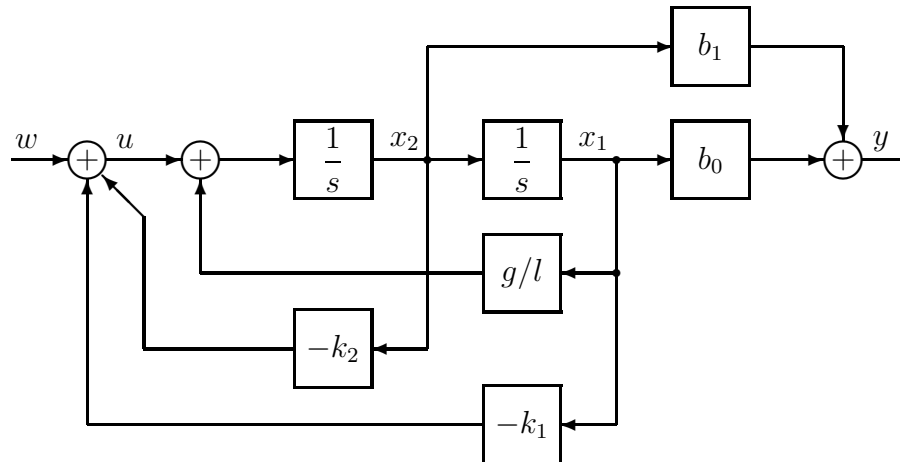 b₁
w
+
u
+
1/s
x₂
1/s
x₁
b₀
+
y
g/l
−k₂
−k₁